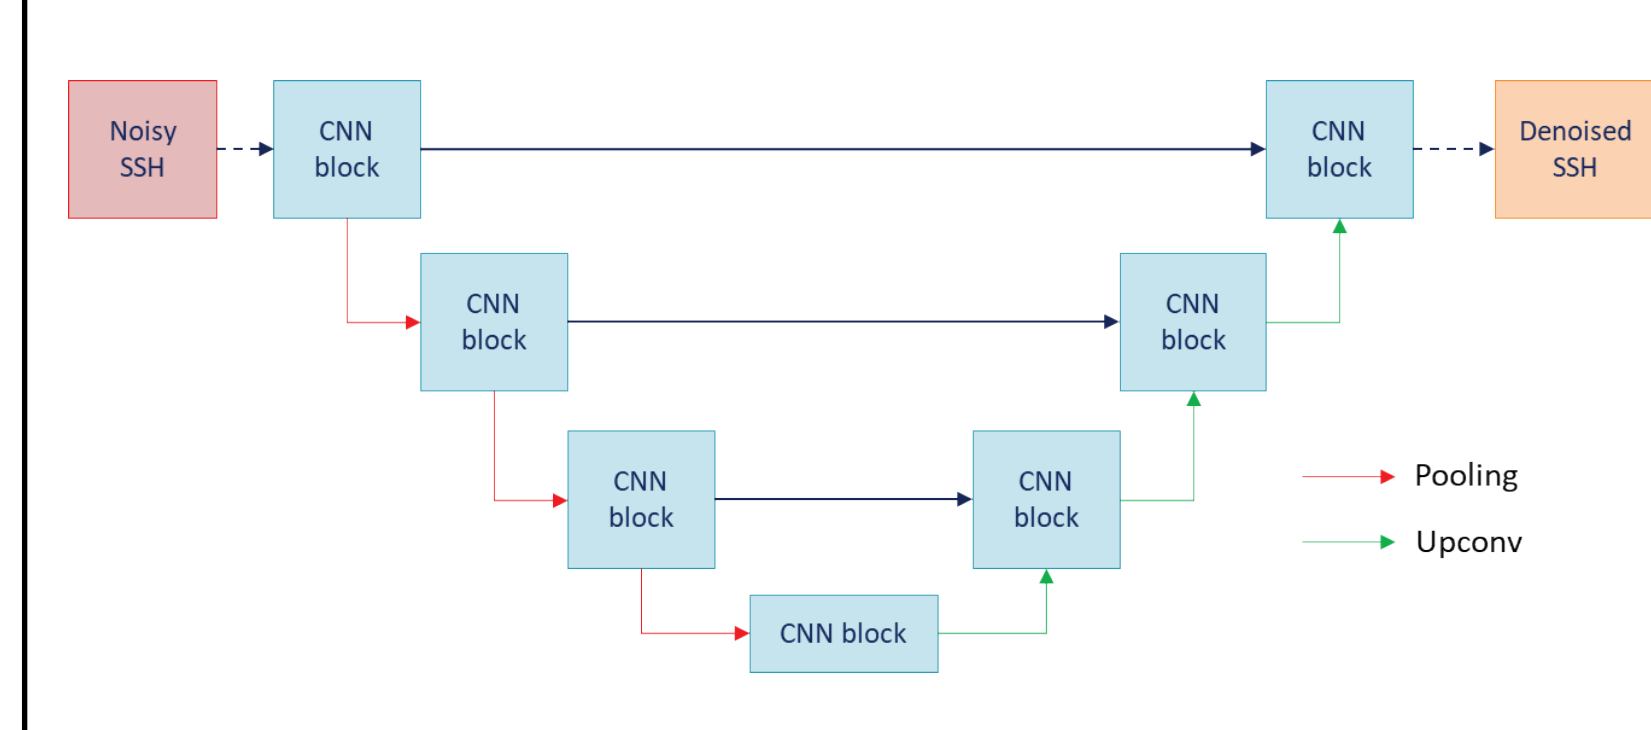 Noisy
SSH
CNN
block
CNN
block
Denoised
SSH
CNN
block
CNN
block
CNN
block
CNN
block
Pooling
Upconv
CNN block